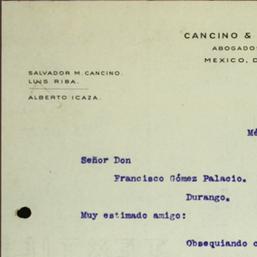 CANCINO &
ABOGADO
MEXICO, D
SALVADOR M. CANCINO.
LUIS RIBA.
ALBERTO ICAZA.
Mé
Señor Don
Francisco Gómez Palacio.
Durango.
Muy estimado amigo:
Obsequiando